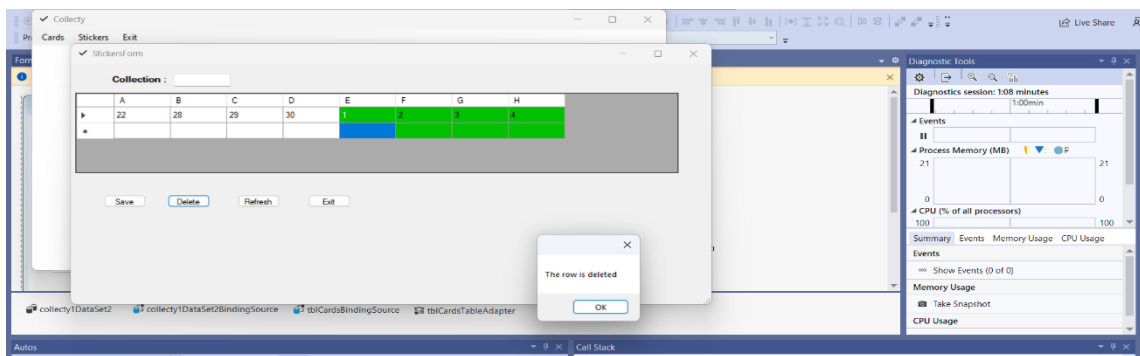 Collecty
Live Share
Pr
Cards Stickers Exit
StickersForm
Form
Diagnostic Tools
Collection :
Diagnostics session: 1:08 minutes
1:00min
A B C D E F G H
22 28 29 30 1 2 3 4
Events
Process Memory (MB) P
21 21
0 0
CPU (% of all processors)
100 100
Save Delete Refresh Exit
Summary Events Memory Usage CPU Usage
Events
Show Events (0 of 0)
The row is deleted
Memory Usage
OK
Take Snapshot
collecty1DataSet2 collecty1DataSet2BindingSource tblCardsBindingSource tblCardsTableAdapter
CPU Usage
Autos Call Stack